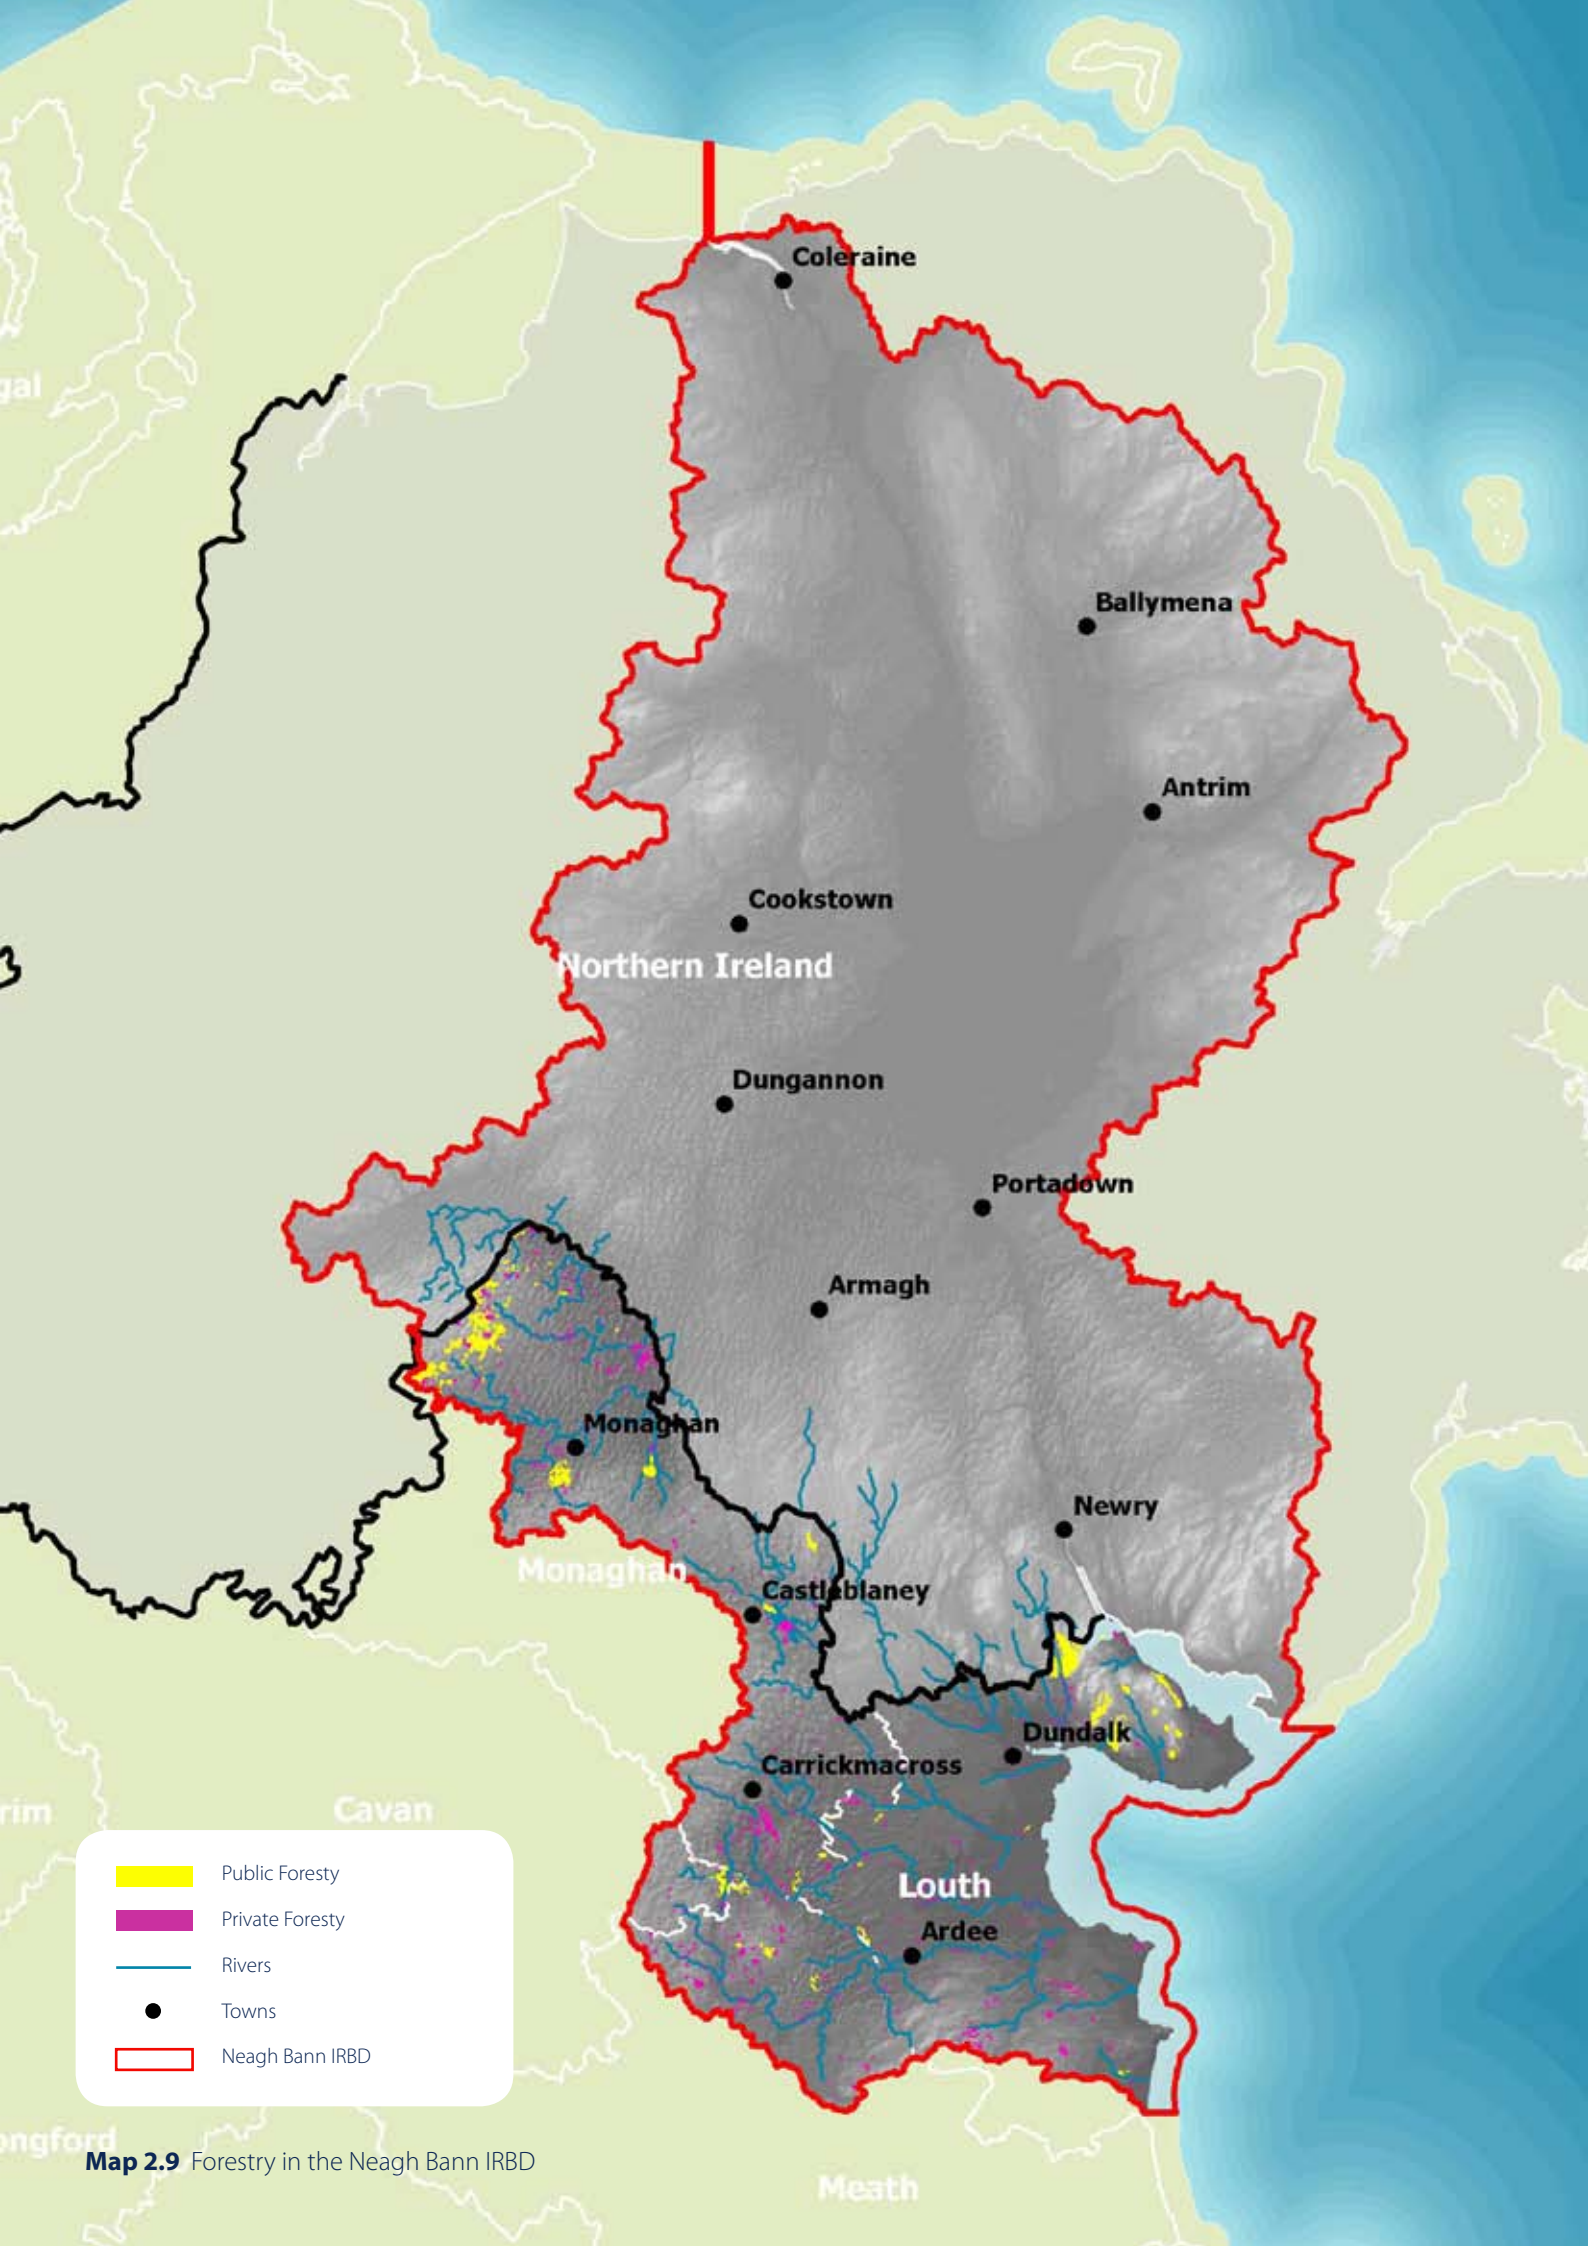 Coleraine
gal
Ballymena
Antrim
Cookstown
Northern Ireland
Dungannon
Portadown
Armagh
Monaghan
Newry
Monaghan
Castleblaney
Dundalk
Carrickmacross
rim
Cavan
Louth
Ardee
Public Foresty
Private Foresty
Rivers
Towns
Neagh Bann IRBD
ongford
Map 2.9 Forestry in the Neagh Bann IRBD
Meath